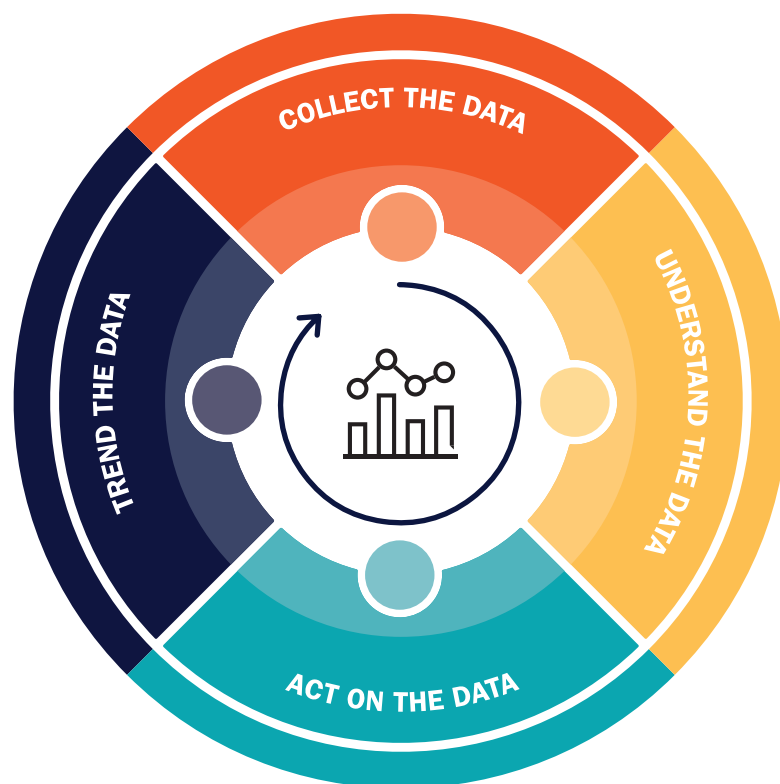 COLLECT THE DATA
UNDERSTAND THE DATA
ACT ON THE DATA
TREND THE DATA